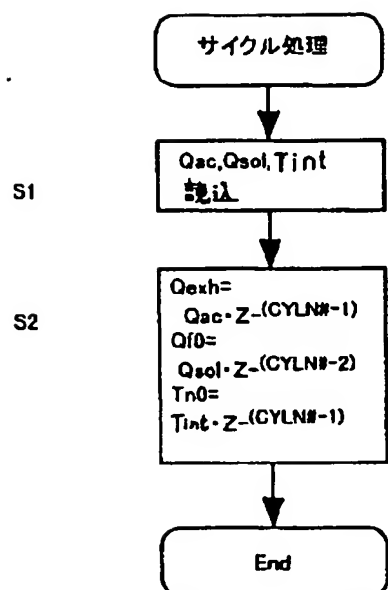 サイクル処理
S1
Qac,Qsol,Tint
読込
S2
Qexh=
Qac・Z-(CYLN#-1)
Qf0=
Qsol・Z-(CYLN#-2)
Tn0=
Tint・Z-(CYLN#-1)
End